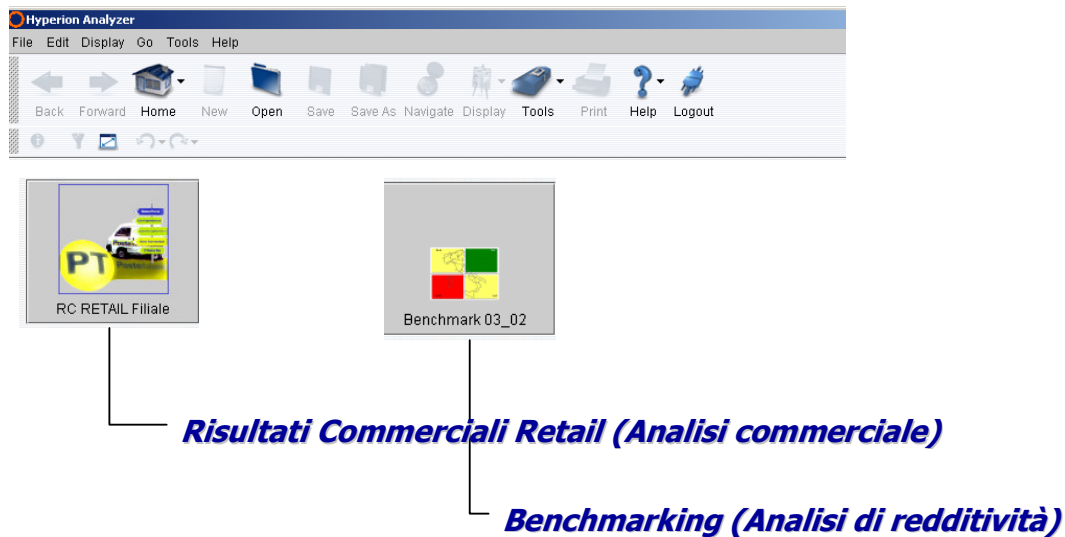 Hyperion Analyzer
File Edit Display Go Tools Help
Back Forward Home New Open Save Save As Navigate Display Tools Print Help Logout
PT
RC RETAIL Filiale
Benchmark 03_02
Risultati Commerciali Retail (Analisi commerciale)
Benchmarking (Analisi di redditività)